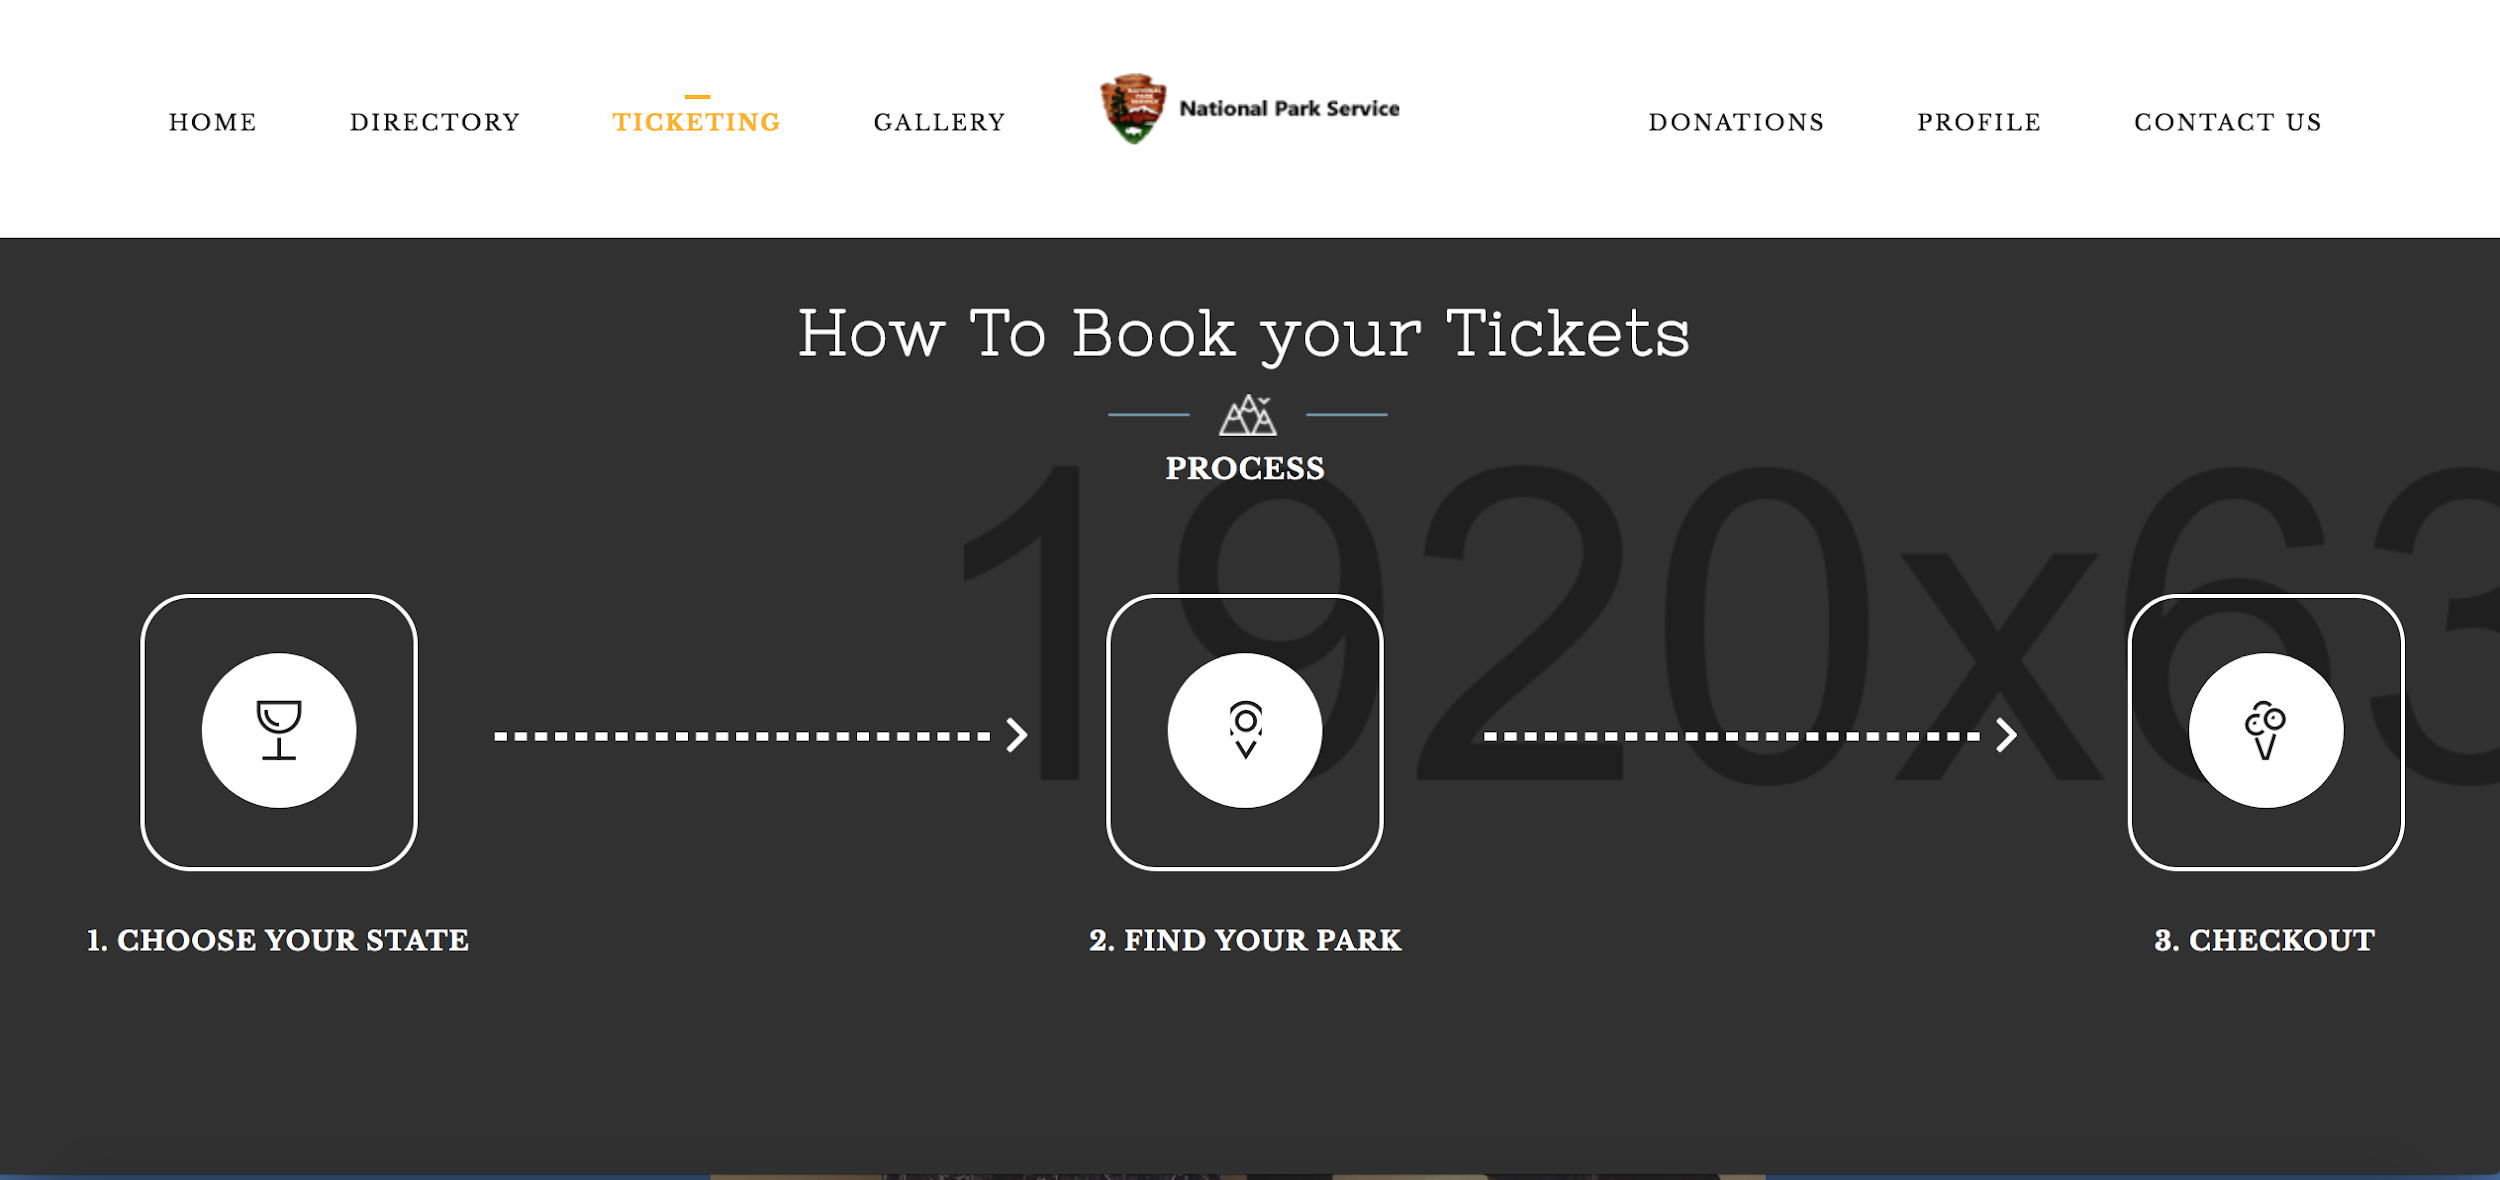 HOME DIRECTORY TICKETING GALLERY National Park Service DONATIONS PROFILE CONTACT US
How To Book your Tickets
PROCESS
1920x63
1. CHOOSE YOUR STATE 2. FIND YOUR PARK 3. CHECKOUT